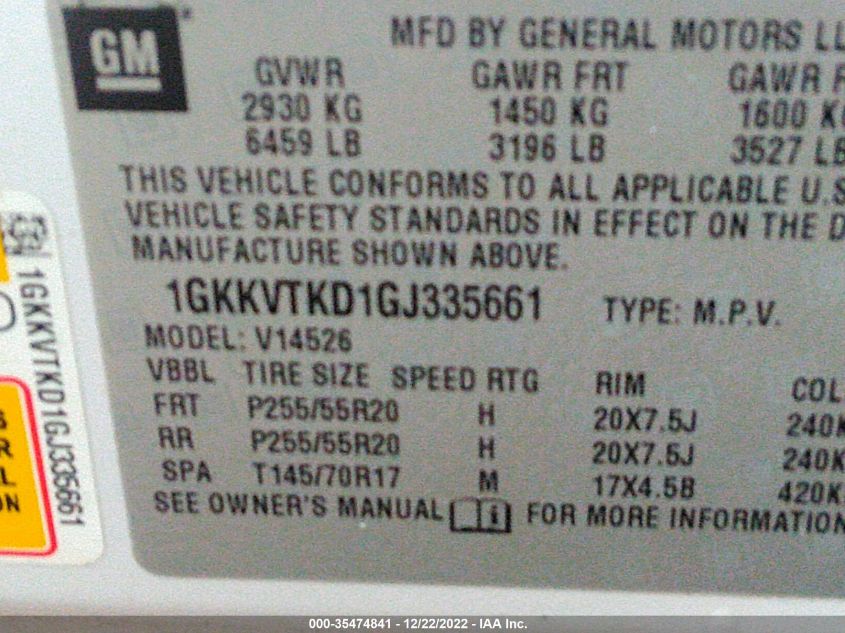 GM
MFD BY GENERAL MOTORS LL
GVWR GAWR FRT GAWR
2930 KG 1450 KG 1600
6459 LB 3196 LB 3527 LB
THIS VEHICLE CONFORMS TO ALL APPLICABLE U.S
VEHICLE SAFETY STANDARDS IN EFFECT ON THE D
MANUFACTURE SHOWN ABOVE.
1GKKVTKD1GJ335661 TYPE: M.P.V.
MODEL: V14526
VBBL TIRE SIZE SPEED RTG RIM COL
FRT P255/55R20 H 20X7.5J 240K
RR P255/55R20 H 20X7.5J 240K
SPA T145/70R17 M 17X4.5B 420K
SEE OWNER'S MANUAL FOR MORE INFORMATION
1GKKVTKD1GJ335661
S
R
L
ON
000-35474841 - 12/22/2022 - IAA Inc.